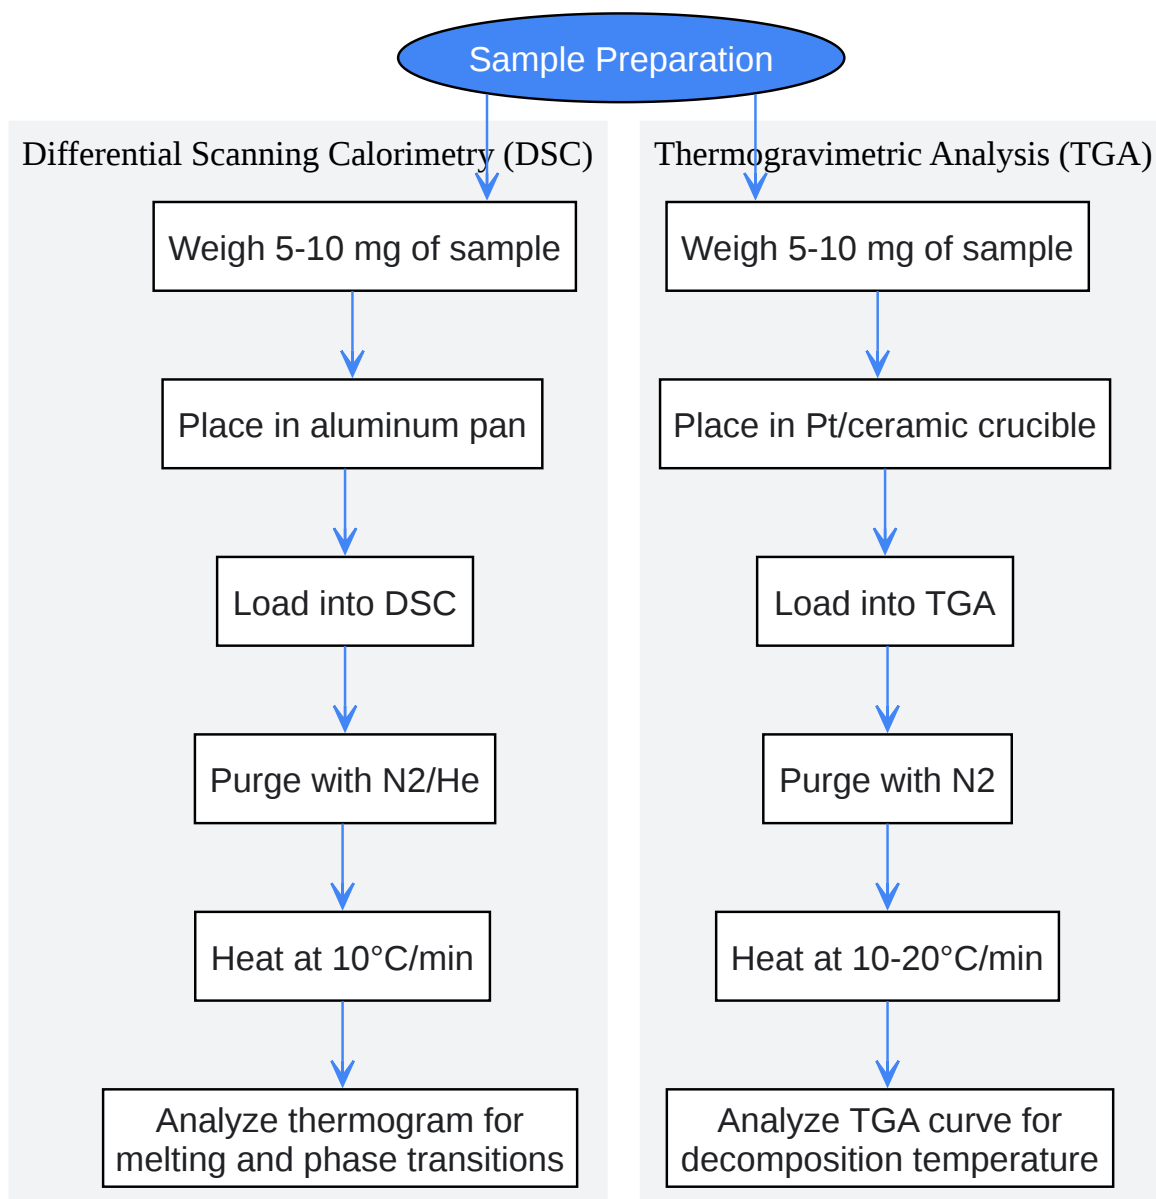 Sample Preparation
Differential Scanning Calorimetry (DSC)
Weigh 5-10 mg of sample
Place in aluminum pan
Load into DSC
Purge with N2/He
Heat at 10°C/min
Analyze thermogram for
melting and phase transitions
Thermogravimetric Analysis (TGA)
Weigh 5-10 mg of sample
Place in Pt/ceramic crucible
Load into TGA
Purge with N2
Heat at 10-20°C/min
Analyze TGA curve for
decomposition temperature